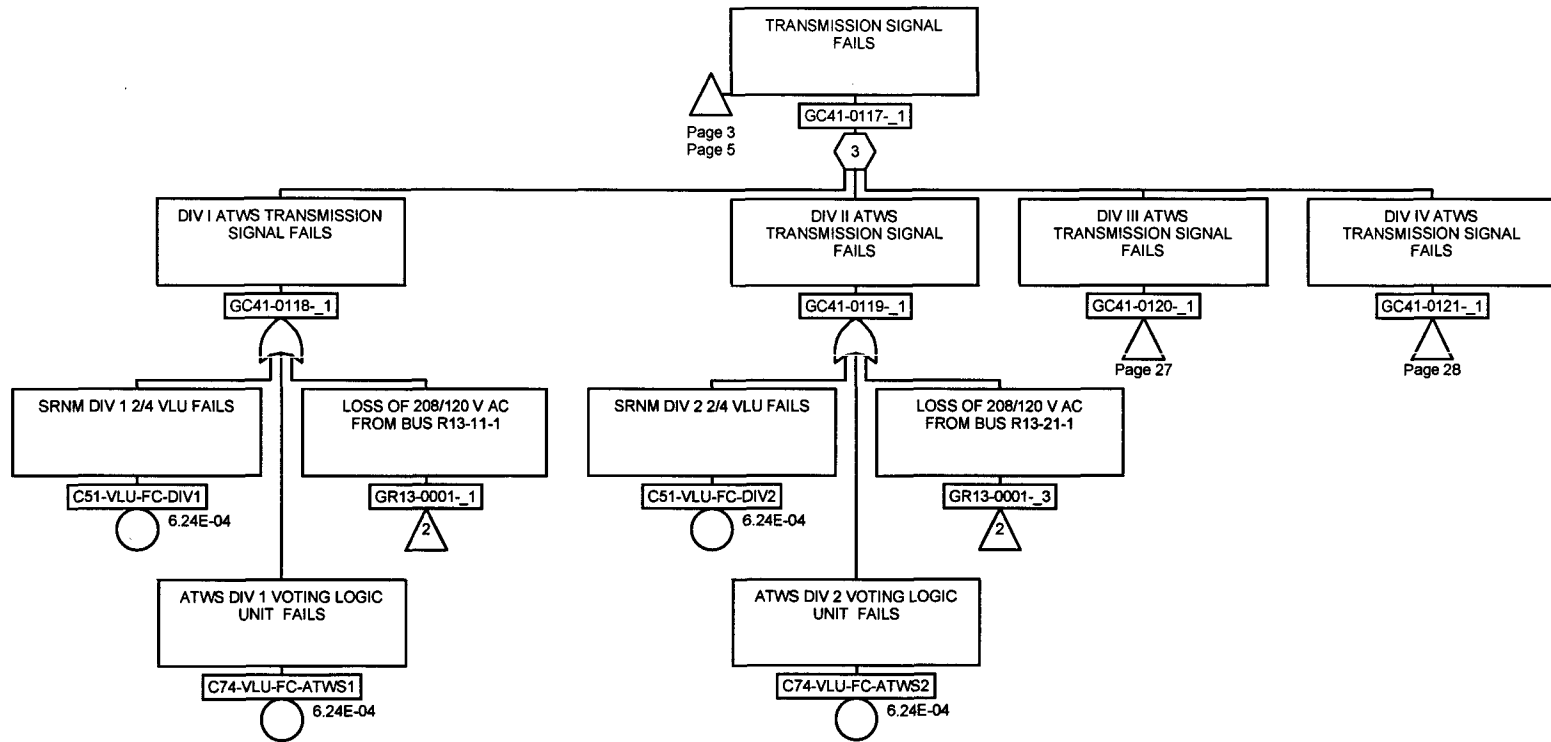 TRANSMISSION SIGNAL
FAILS
Page 3
Page 5
GC41-0117-_1
3
DIV I ATWS TRANSMISSION
SIGNAL FAILS
GC41-0118-_1
DIV II ATWS
TRANSMISSION SIGNAL
FAILS
GC41-0119-_1
DIV III ATWS
TRANSMISSION SIGNAL
FAILS
GC41-0120-_1
Page 27
DIV IV ATWS
TRANSMISSION SIGNAL
FAILS
GC41-0121-_1
Page 28
SRNM DIV 1 2/4 VLU FAILS
C51-VLU-FC-DIV1
6.24E-04
LOSS OF 208/120 V AC
FROM BUS R13-11-1
GR13-0001-_1
2
SRNM DIV 2 2/4 VLU FAILS
C51-VLU-FC-DIV2
6.24E-04
LOSS OF 208/120 V AC
FROM BUS R13-21-1
GR13-0001-_3
2
ATWS DIV 1 VOTING LOGIC
UNIT FAILS
C74-VLU-FC-ATWS1
6.24E-04
ATWS DIV 2 VOTING LOGIC
UNIT FAILS
C74-VLU-FC-ATWS2
6.24E-04